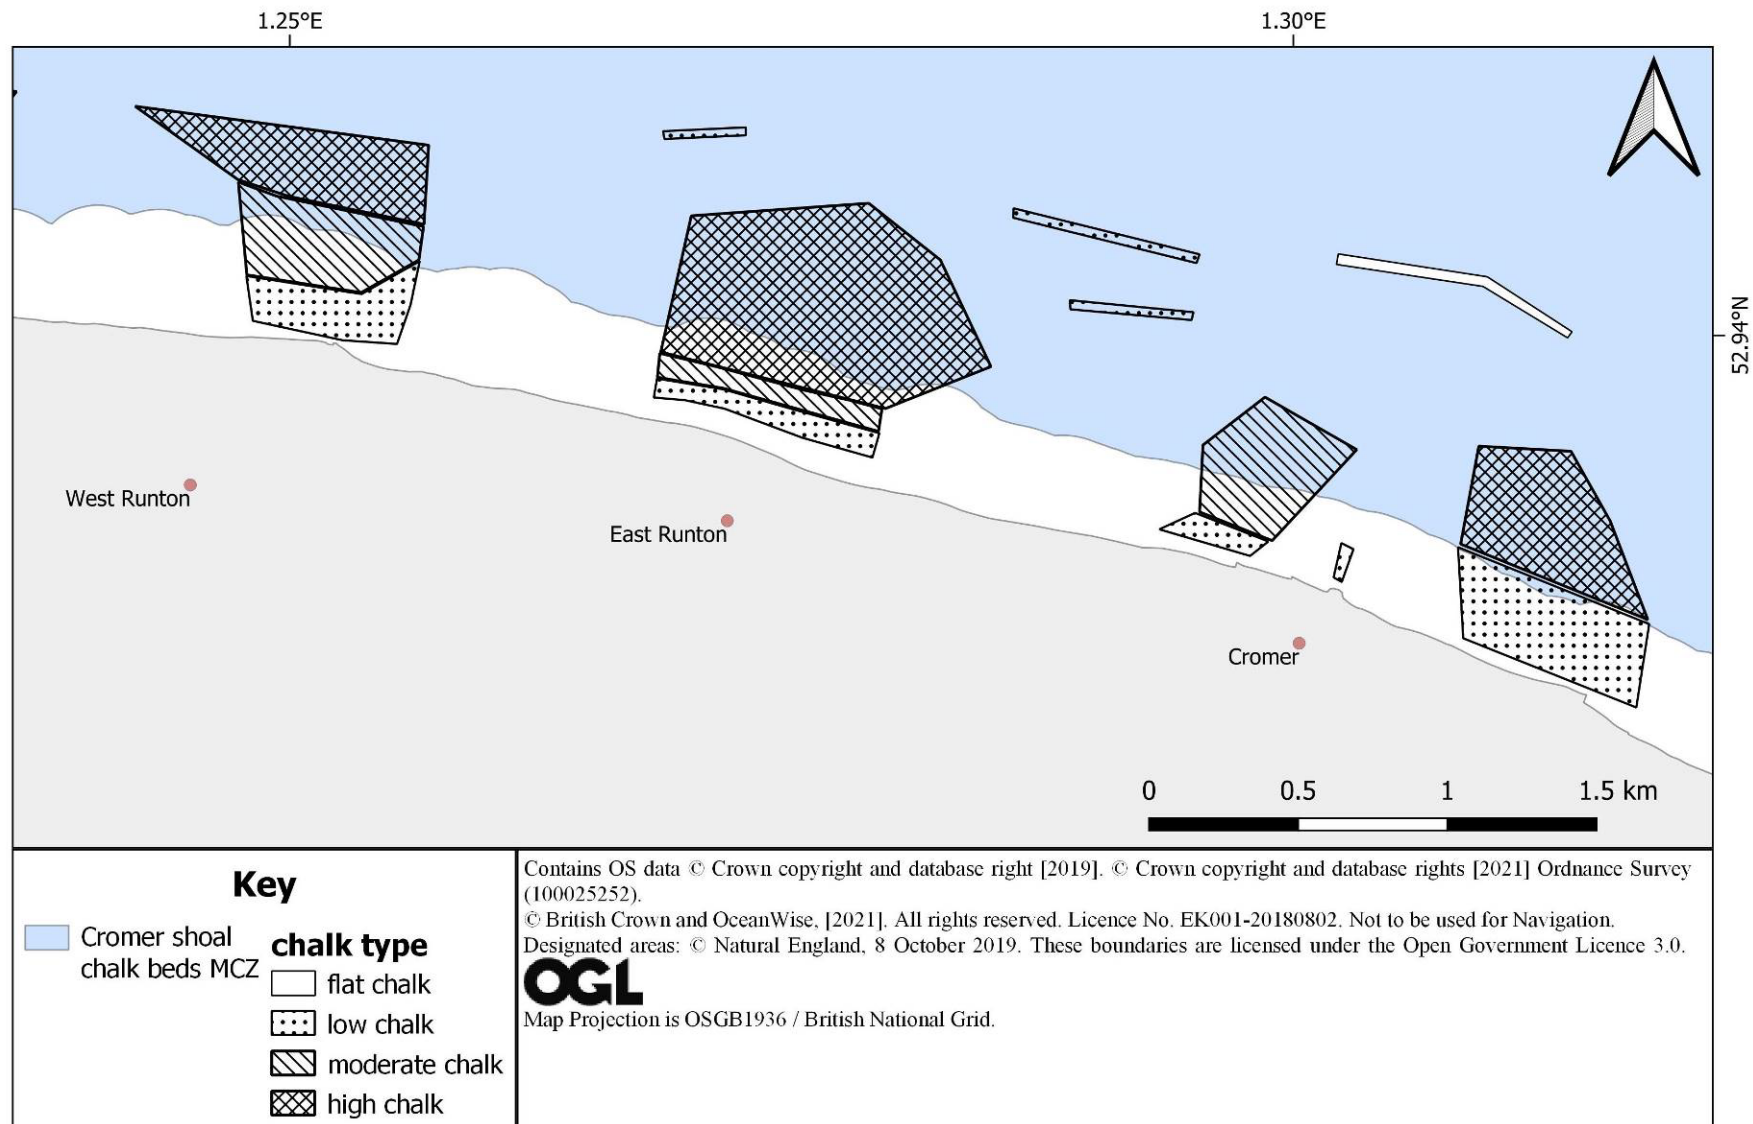 1.25°E
1.30°E
52.94°N
West Runton
East Runton
Cromer
0 0.5 1 1.5 km
Key
Cromer shoal
chalk beds MCZ
chalk type
flat chalk
low chalk
moderate chalk
high chalk
Contains OS data © Crown copyright and database right [2019]. © Crown copyright and database rights [2021] Ordnance Survey
(100025252).
© British Crown and OceanWise, [2021]. All rights reserved. Licence No. EK001-20180802. Not to be used for Navigation.
Designated areas: © Natural England, 8 October 2019. These boundaries are licensed under the Open Government Licence 3.0.
OGL
Map Projection is OSGB1936 / British National Grid.